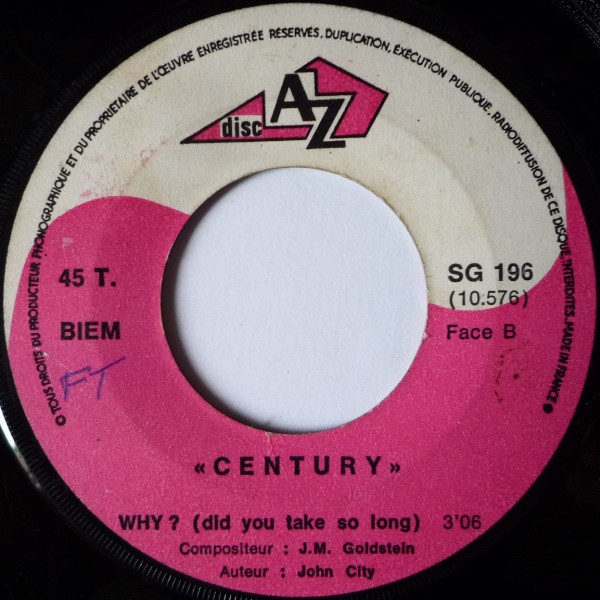 © TOUS DROITS DU PRODUCTEUR PHONOGRAPHIQUE ET DU PROPRIETAIRE DE L'ŒUVRE ENREGISTRÉE RÉSERVÉS, DUPLICATION, EXÉCUTION PUBLIQUE, RADIODIFFUSION DE CE DISQUE, INTERDITES. MADE IN FRANCE
disc AZ
45 T.
BIEM
FT
SG 196
(10.576)
Face B
«CENTURY»
WHY? (did you take so long) 3'06
Compositeur : J.M. Goldstein
Auteur : John City